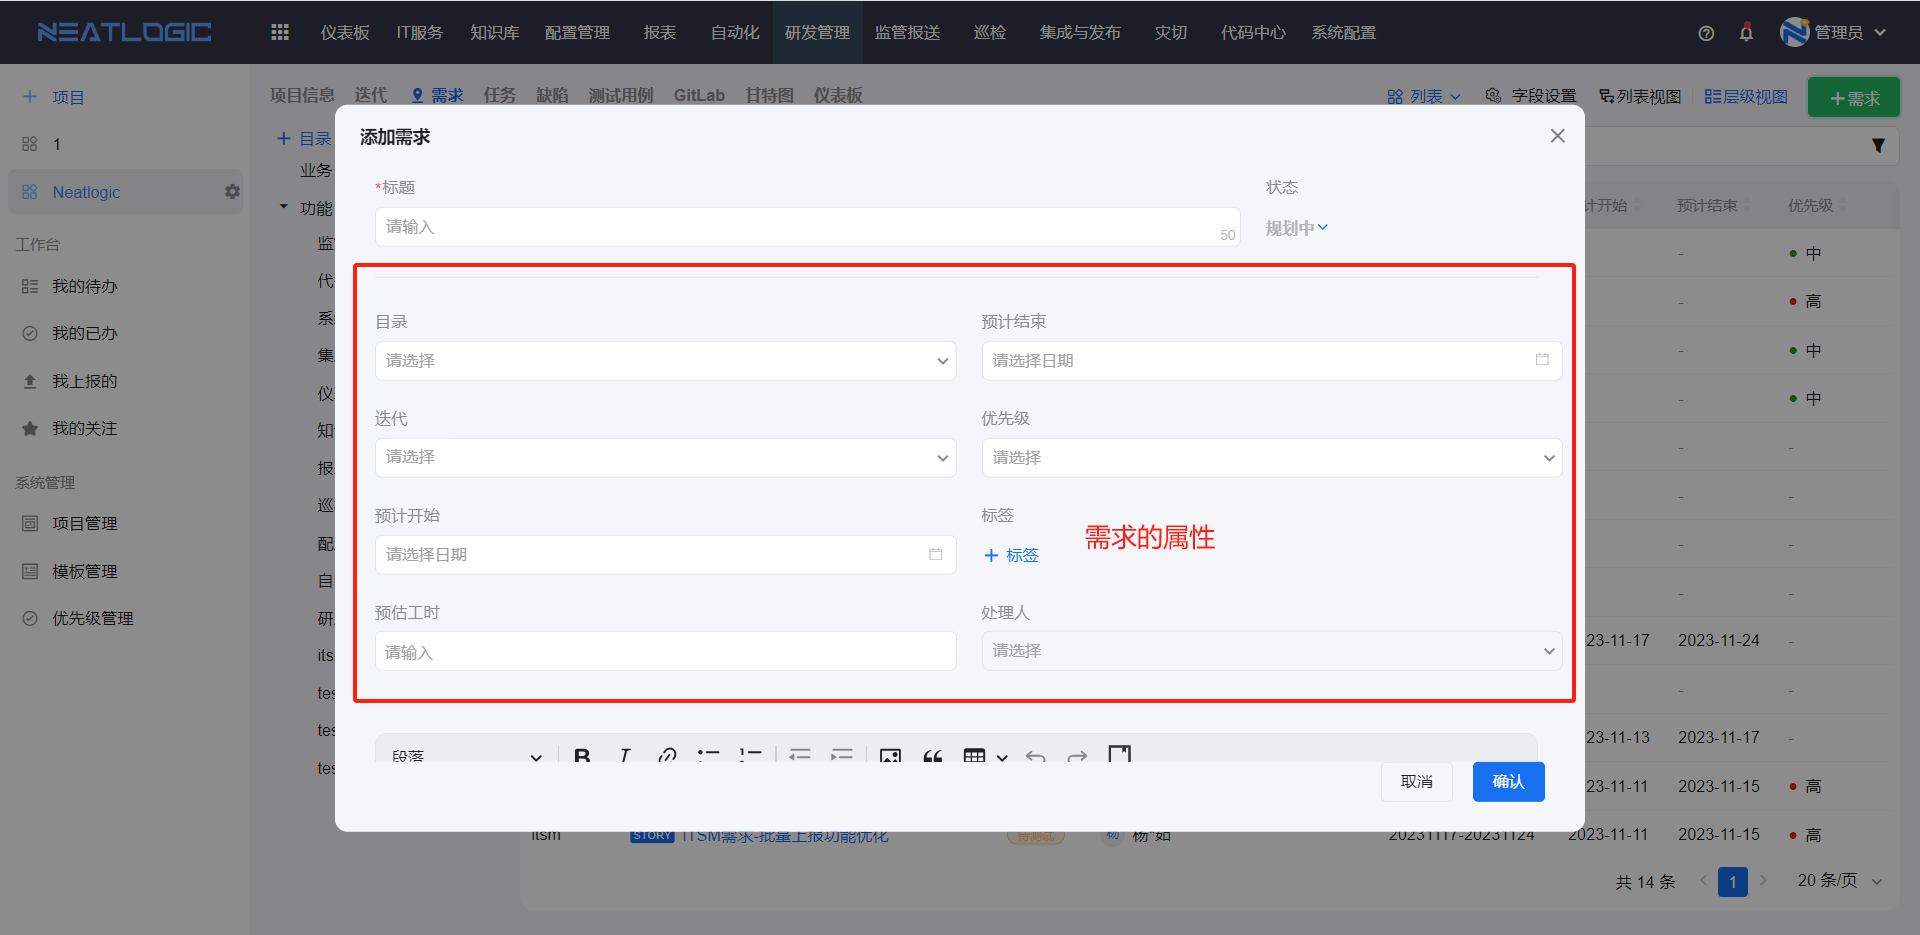 NEATLOGIC 仪表板 IT服务 知识库 配置管理 报表 自动化 研发管理 监管报送 巡检 集成与发布 灾切 代码中心 系统配置 管理员
项目
1
Neatlogic
工作台
我的待办
我的已办
我上报的
我的关注
系统管理
项目管理
模板管理
优先级管理
项目信息 迭代 需求 任务 缺陷 测试用例 GitLab 甘特图 仪表板
列表 字段设置 列表视图 层级视图 需求
目录
业务
功能
监
代
系
集
仪
知
报
巡
配
自
研
its
tes
tes
tes
添加需求
*标题
请输入
50
状态
规划中
目录
请选择
预计结束
请选择日期
迭代
请选择
优先级
请选择
预计开始
请选择日期
标签
标签
需求的属性
预估工时
请输入
处理人
请选择
段落
取消 确认
计开始 预计结束 优先级
- 中
- 高
- 中
- 中
- -
- -
- -
- -
23-11-17 2023-11-24 -
- -
23-11-13 2023-11-17 -
23-11-11 2023-11-15 高
itsm STORY ITSM需求-批量上报功能优化 待测试 杨 杨*如 20231117-20231124 2023-11-11 2023-11-15 高
共 14 条 1 20 条/页